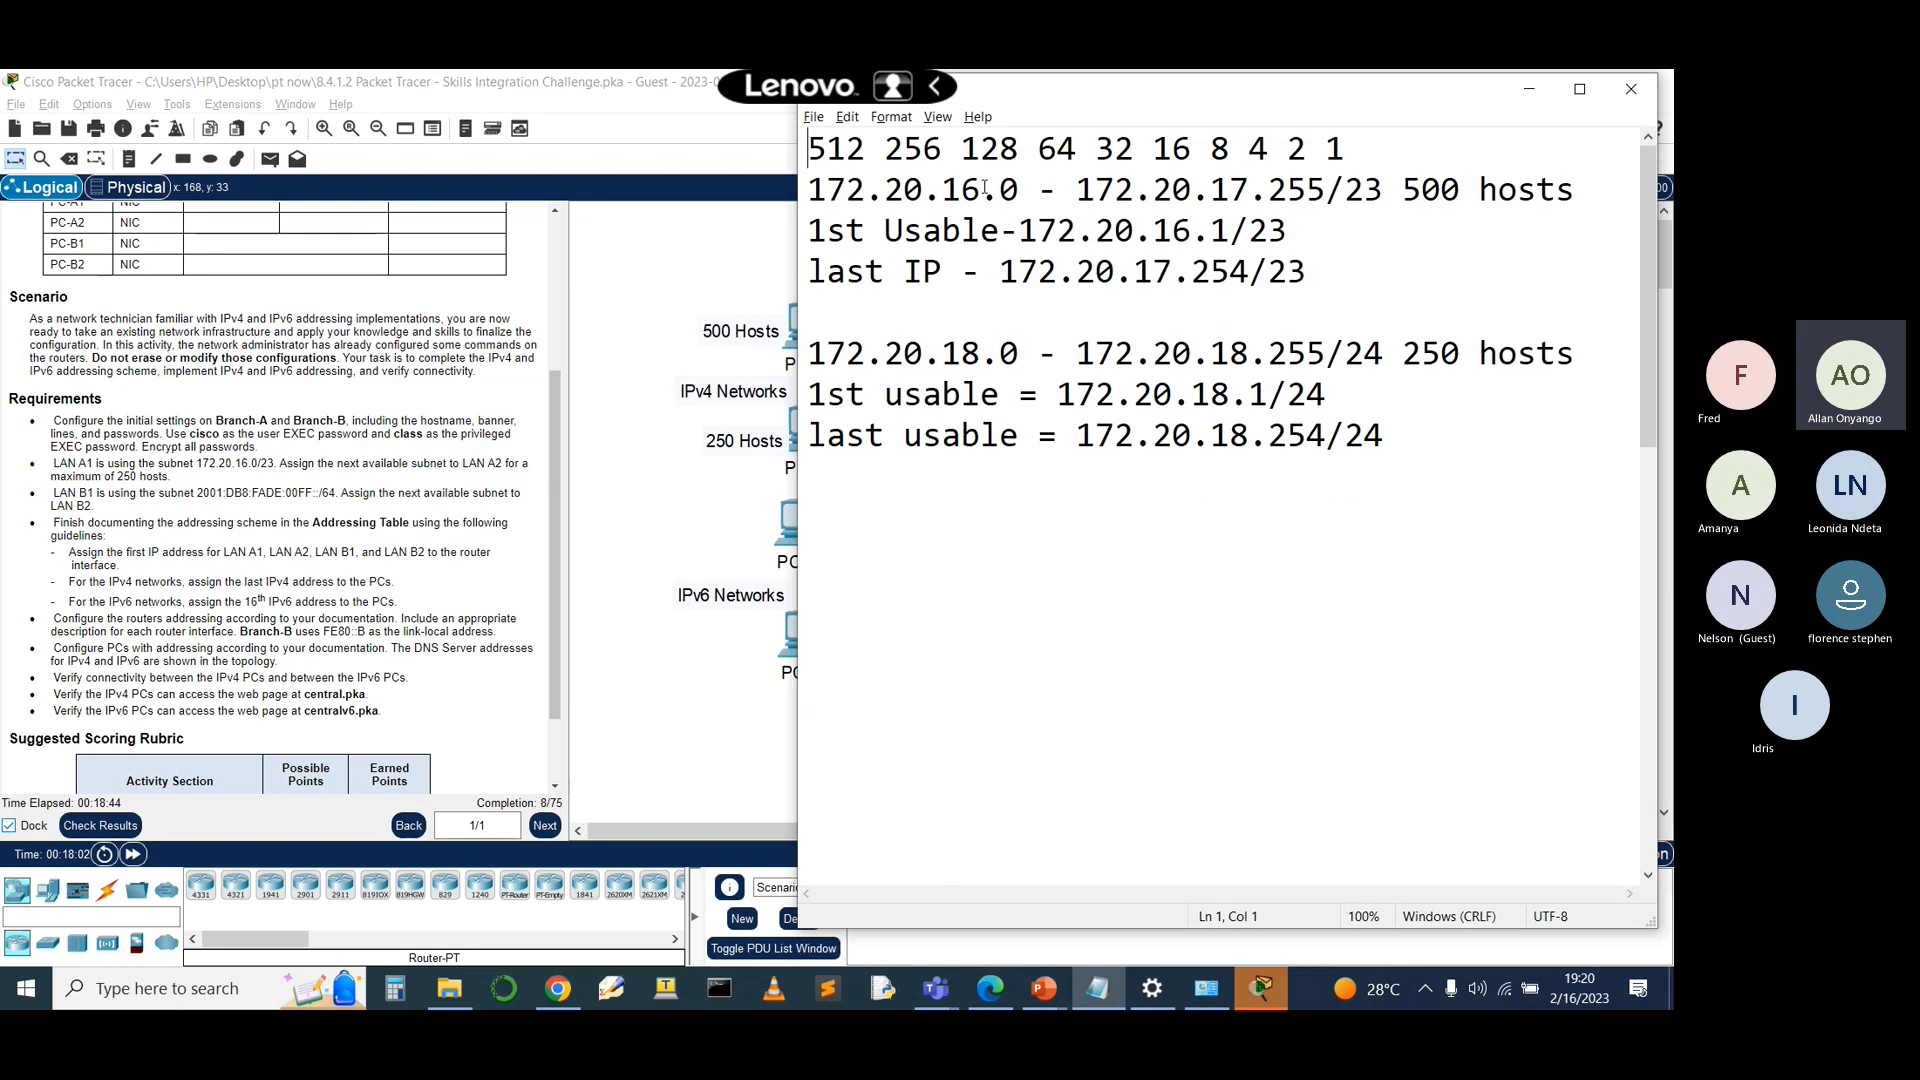 Cisco Packet Tracer - C:\Users\HP\Desktop\pt now\8.4.1.2 Packet Tracer - Skills Integration Challenge.pka - Guest - 2023-0
Lenovo
File Edit Options View Tools Extensions Window Help
File Edit Format View Help
Logical Physical x: 168, y: 33
512 256 128 64 32 16 8 4 2 1
172.20.16.0 - 172.20.17.255/23 500 hosts
1st Usable-172.20.16.1/23
last IP - 172.20.17.254/23
172.20.18.0 - 172.20.18.255/24 250 hosts
1st usable = 172.20.18.1/24
last usable = 172.20.18.254/24
PC-A1 NIC
PC-A2 NIC
PC-B1 NIC
PC-B2 NIC
Scenario
As a network technician familiar with IPv4 and IPv6 addressing implementations, you are now
ready to take an existing network infrastructure and apply your knowledge and skills to finalize the
configuration. In this activity, the network administrator has already configured some commands on
the routers. Do not erase or modify those configurations. Your task is to complete the IPv4 and
IPv6 addressing scheme, implement IPv4 and IPv6 addressing, and verify connectivity.
Requirements
• Configure the initial settings on Branch-A and Branch-B, including the hostname, banner,
lines, and passwords. Use cisco as the user EXEC password and class as the privileged
EXEC password. Encrypt all passwords.
• LAN A1 is using the subnet 172.20.16.0/23. Assign the next available subnet to LAN A2 for a
maximum of 250 hosts.
• LAN B1 is using the subnet 2001:DB8:FADE:00FF::/64. Assign the next available subnet to
LAN B2.
• Finish documenting the addressing scheme in the Addressing Table using the following
guidelines:
- Assign the first IP address for LAN A1, LAN A2, LAN B1, and LAN B2 to the router
interface.
- For the IPv4 networks, assign the last IPv4 address to the PCs.
- For the IPv6 networks, assign the 16th IPv6 address to the PCs.
• Configure the routers addressing according to your documentation. Include an appropriate
description for each router interface. Branch-B uses FE80::B as the link-local address.
• Configure PCs with addressing according to your documentation. The DNS Server addresses
for IPv4 and IPv6 are shown in the topology.
• Verify connectivity between the IPv4 PCs and between the IPv6 PCs.
• Verify the IPv4 PCs can access the web page at central.pka.
• Verify the IPv6 PCs can access the web page at centralv6.pka.
Suggested Scoring Rubric
Activity Section Possible Points Earned Points
500 Hosts
P
IPv4 Networks
250 Hosts
P
PC
IPv6 Networks
PC
Time Elapsed: 00:18:44 Completion: 8/75
Dock Check Results Back 1/1 Next
Time: 00:18:02
4331 4321 1941 2901 2911 819IOX 819HGW 829 1240 PT-Router PT-Empty 1841 2620XM 2621XM 2
Scenario
New De
Toggle PDU List Window
Router-PT
Ln 1, Col 1 100% Windows (CRLF) UTF-8
Type here to search
28°C
19:20
2/16/2023
F
Fred
AO
Allan Onyango
A
Amanya
LN
Leonida Ndeta
N
Nelson (Guest)
florence stephen
I
Idris